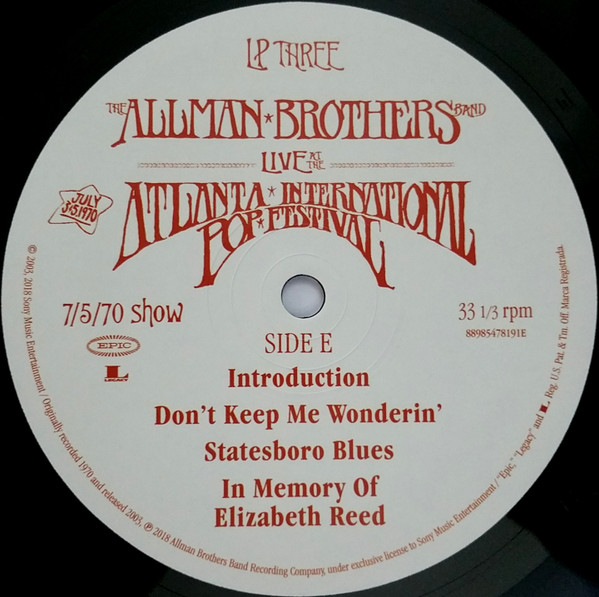 LP THREE
THE ALLMAN * BROTHERS BAND
LIVE AT THE
ATLANTA * INTERNATIONAL
POP * FESTIVAL
JULY
3&5, 1970
7/5/70 show
33 1/3 rpm
88985478191E
EPIC
L
LEGACY
SIDE E
Introduction
Don't Keep Me Wonderin'
Statesboro Blues
In Memory Of
Elizabeth Reed
© 2003, 2018 Sony Music Entertainment / Originally recorded 1970 and released 2003, ℗ 2018 Allman Brothers Band Recording Company, under exclusive license to Sony Music Entertainment / "Epic," "Legacy" and L Reg. U.S. Pat. & Tm. Off. Marca Registrada.